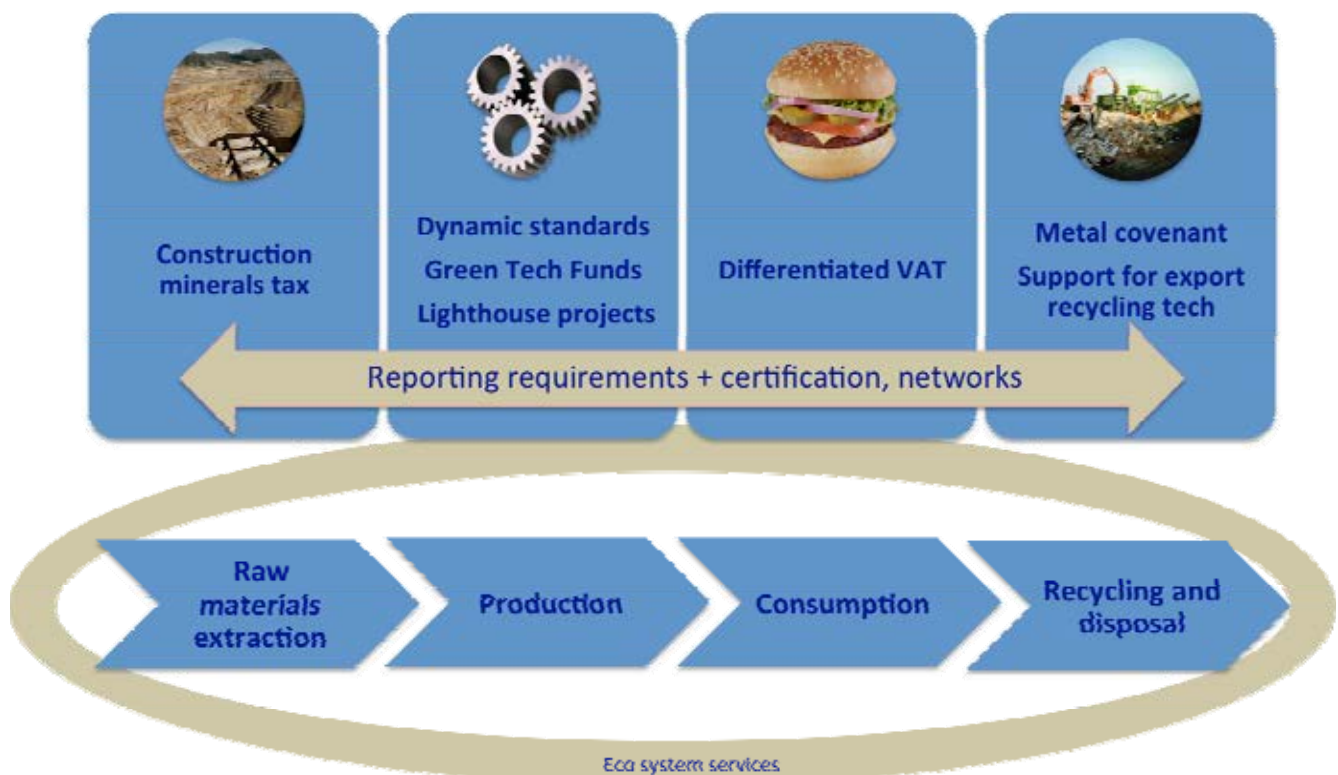 Construction
minerals tax
Dynamic standards
Green Tech Funds
Lighthouse projects
Differentiated VAT
Metal covenant
Support for export
recycling tech
Reporting requirements + certification, networks
Raw
materials
extraction
Production
Consumption
Recycling and
disposal
Eco system services